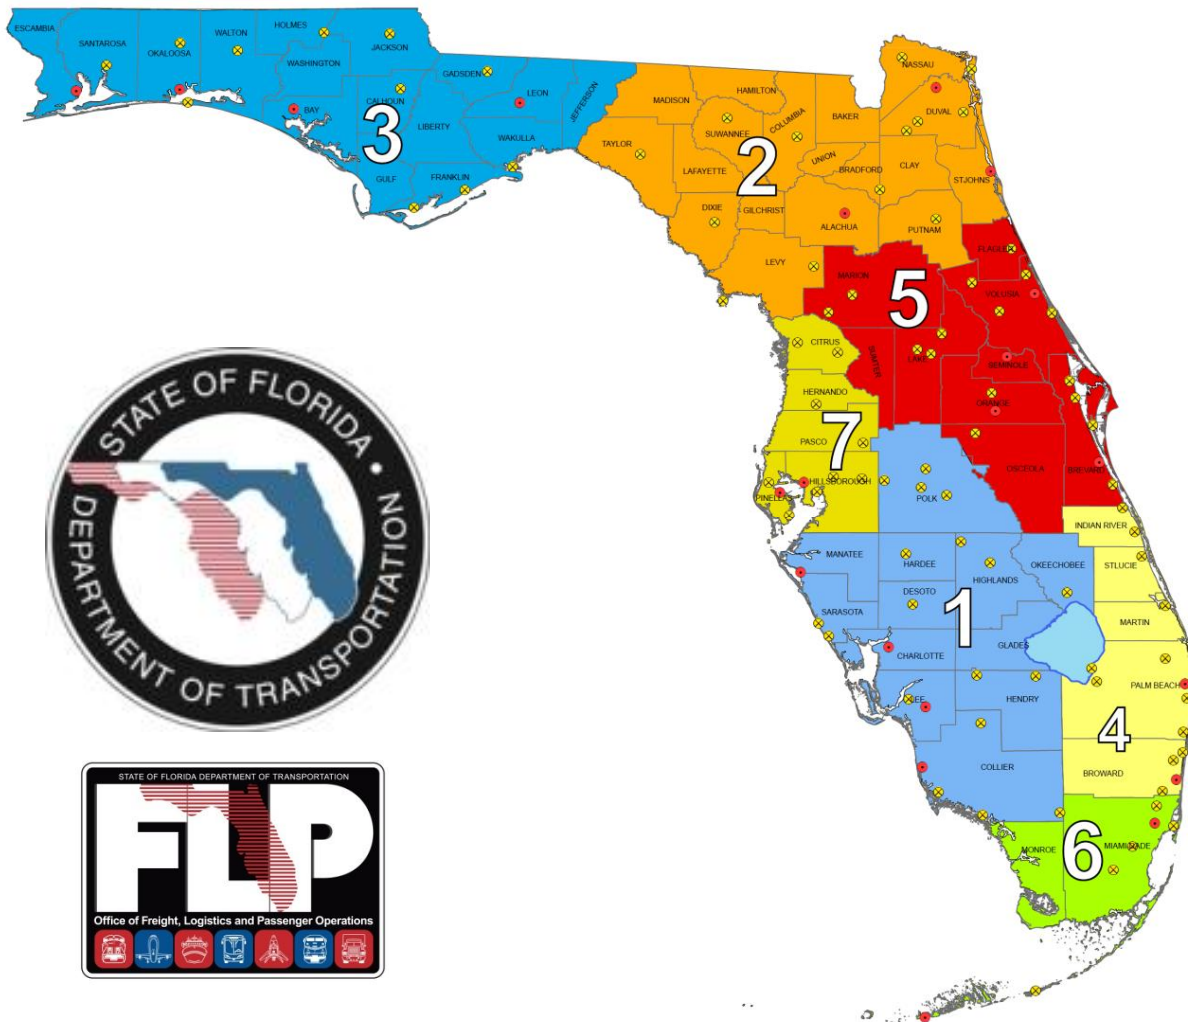 ESCAMBIA
SANTAROSA
OKALOOSA
WALTON
HOLMES
JACKSON
WASHINGTON
BAY
CALHOUN
GADSDEN
LEON
JEFFERSON
LIBERTY
WAKULLA
GULF
FRANKLIN
3
MADISON
HAMILTON
TAYLOR
SUWANNEE
COLUMBIA
BAKER
NASSAU
DUVAL
LAFAYETTE
UNION
BRADFORD
CLAY
STJOHNS
DIXIE
GILCHRIST
ALACHUA
PUTNAM
LEVY
2
MARION
FLAGLER
VOLUSIA
SUMTER
LAKE
SEMINOLE
ORANGE
OSCEOLA
BREVARD
5
CITRUS
HERNANDO
PASCO
PINELLAS
HILLSBOROUGH
7
POLK
MANATEE
HARDEE
HIGHLANDS
OKEECHOBEE
SARASOTA
DESOTO
CHARLOTTE
GLADES
HENDRY
COLLIER
1
INDIAN RIVER
STLUCIE
MARTIN
PALM BEACH
BROWARD
4
MONROE
6
STATE OF FLORIDA •
DEPARTMENT OF TRANSPORTATION
STATE OF FLORIDA DEPARTMENT OF TRANSPORTATION
FLP
Office of Freight, Logistics and Passenger Operations